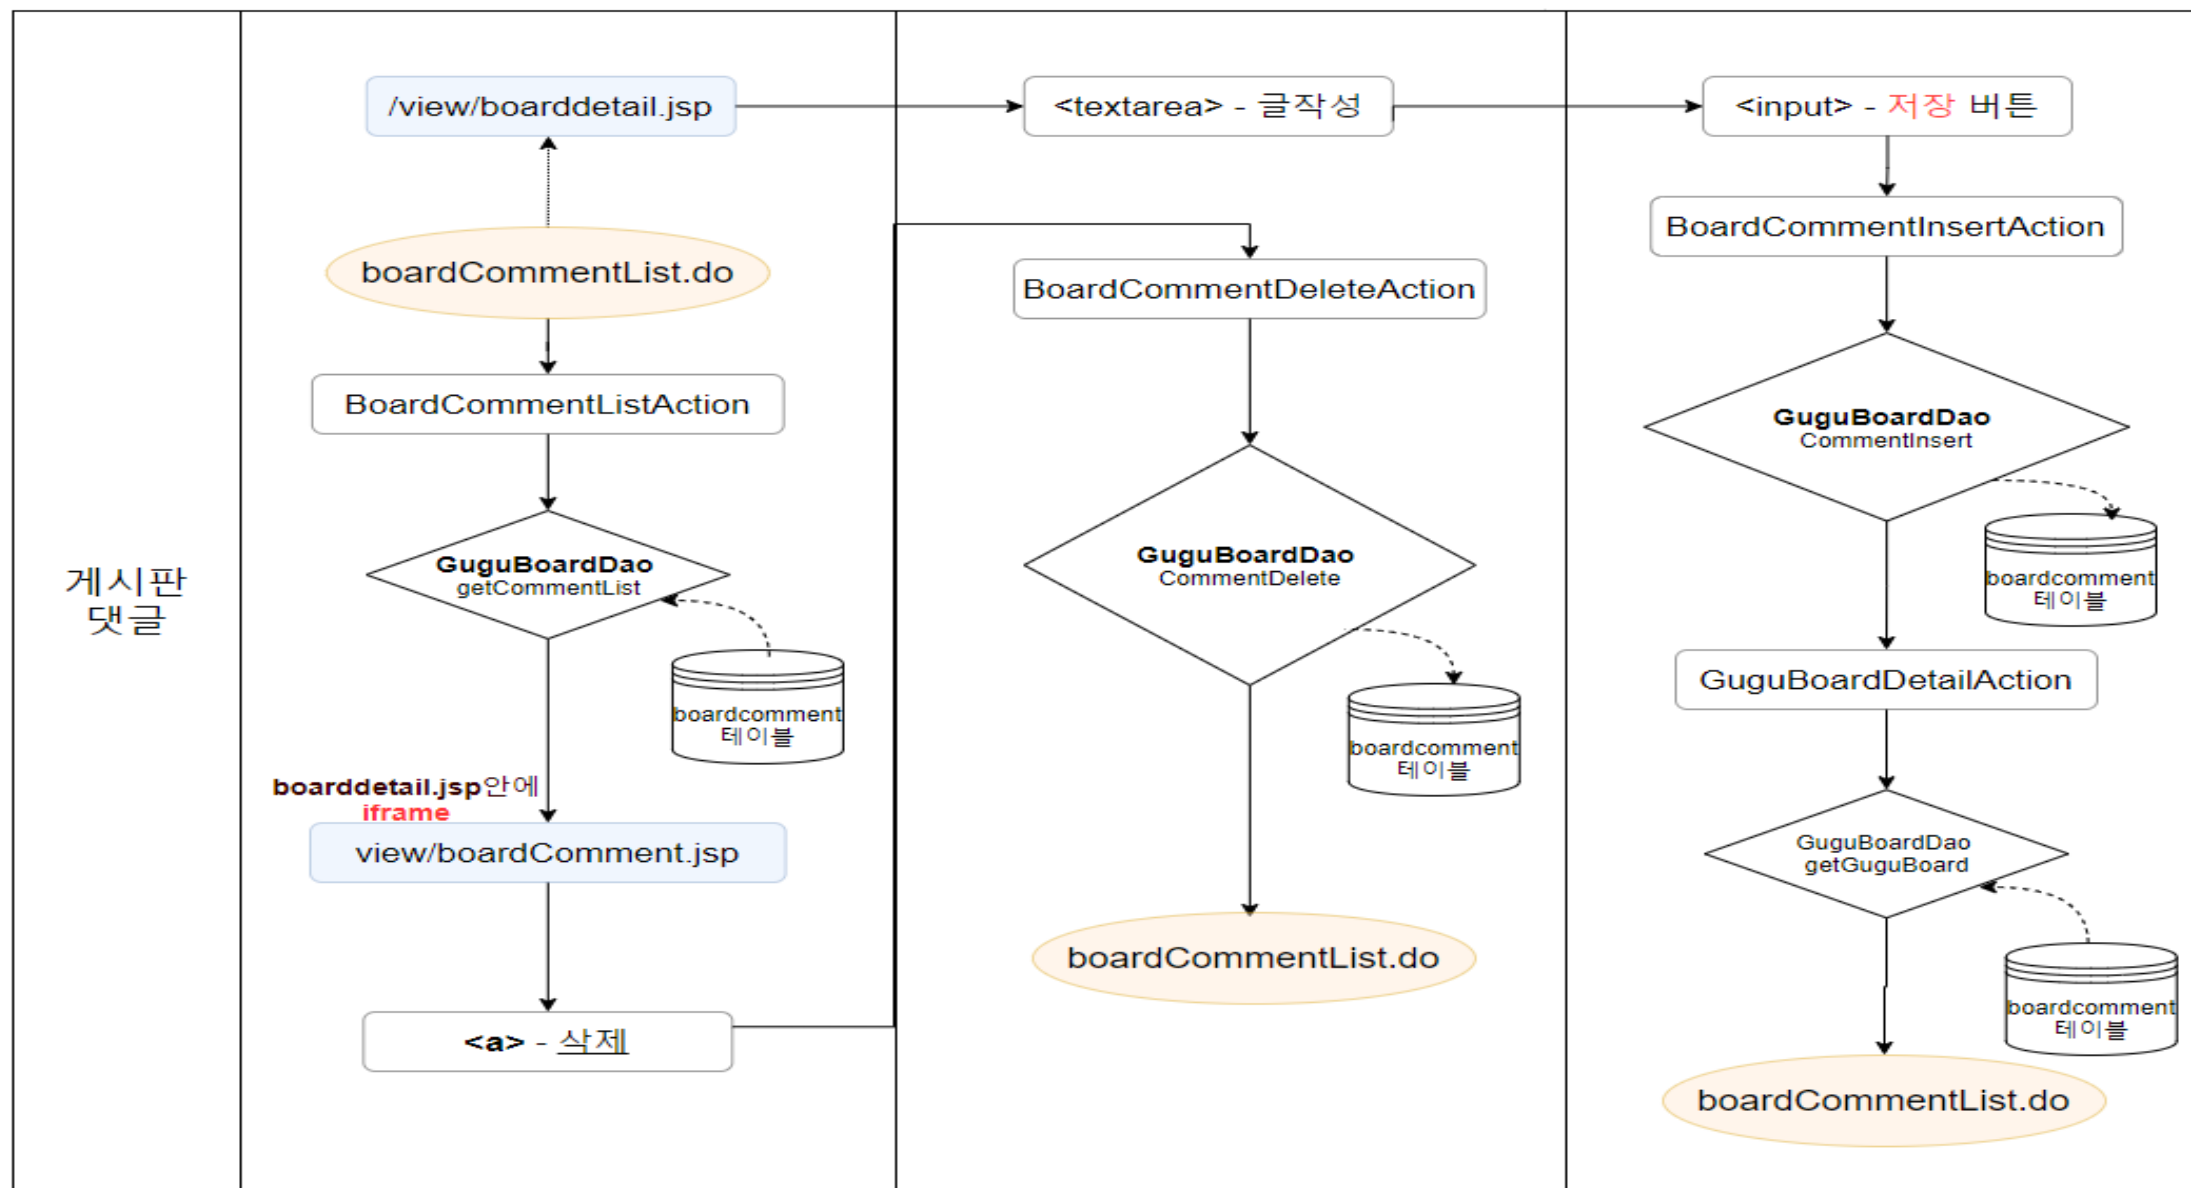 게시판
댓글
/view/boarddetail.jsp
boardCommentList.do
BoardCommentListAction
GuguBoardDao
getCommentList
boardcomment
테이블
boarddetail.jsp안에
iframe
view/boardComment.jsp
<a> - 삭제
<textarea> - 글작성
BoardCommentDeleteAction
GuguBoardDao
CommentDelete
boardcomment
테이블
boardCommentList.do
<input> - 저장 버튼
BoardCommentInsertAction
GuguBoardDao
CommentInsert
boardcomment
테이블
GuguBoardDetailAction
GuguBoardDao
getGuguBoard
boardcomment
테이블
boardCommentList.do